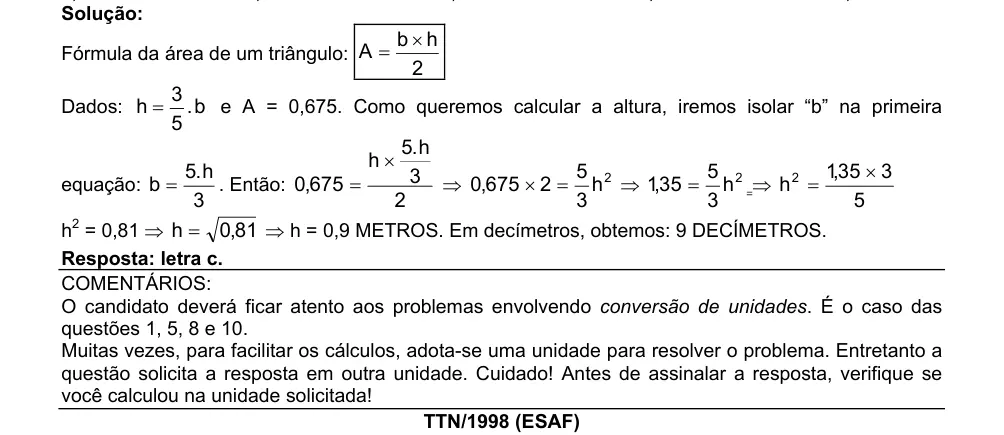 Solução:
Fórmula da área de um triângulo: A = b × h / 2
Dados: h = 3/5 . b e A = 0,675. Como queremos calcular a altura, iremos isolar “b” na primeira
equação: b = 5.h/3 . Então: 0,675 = h × 5.h/3 / 2 ⇒ 0,675 × 2 = 5/3 h² ⇒ 1,35 = 5/3 h² = ⇒ h² = 1,35 × 3 / 5
h² = 0,81 ⇒ h = √0,81 ⇒ h = 0,9 METROS. Em decímetros, obtemos: 9 DECÍMETROS.
Resposta: letra c.
COMENTÁRIOS:
O candidato deverá ficar atento aos problemas envolvendo conversão de unidades. É o caso das
questões 1, 5, 8 e 10.
Muitas vezes, para facilitar os cálculos, adota-se uma unidade para resolver o problema. Entretanto a
questão solicita a resposta em outra unidade. Cuidado! Antes de assinalar a resposta, verifique se
você calculou na unidade solicitada!
TTN/1998 (ESAF)